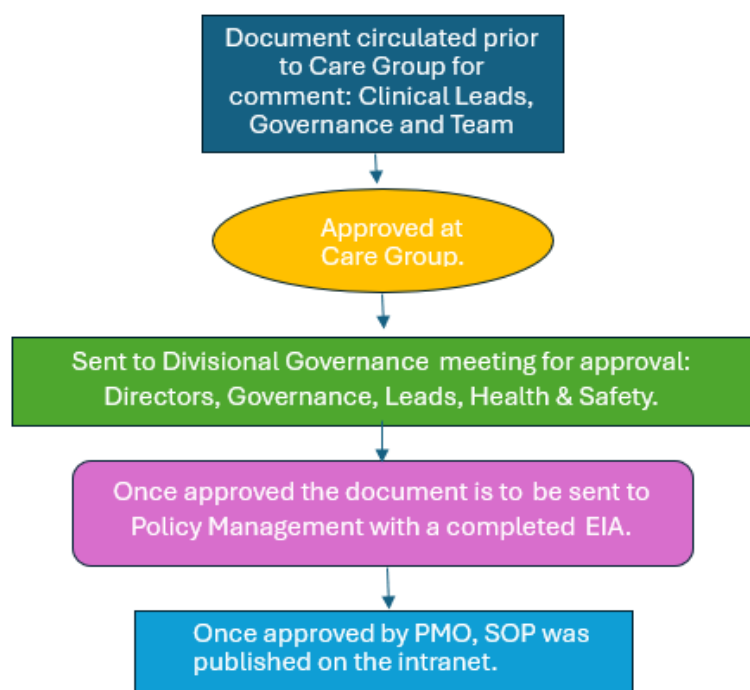 Document circulated prior
to Care Group for
comment: Clinical Leads,
Governance and Team
Approved at
Care Group.
Sent to Divisional Governance meeting for approval:
Directors, Governance, Leads, Health & Safety.
Once approved the document is to be sent to
Policy Management with a completed EIA.
Once approved by PMO, SOP was
published on the intranet.